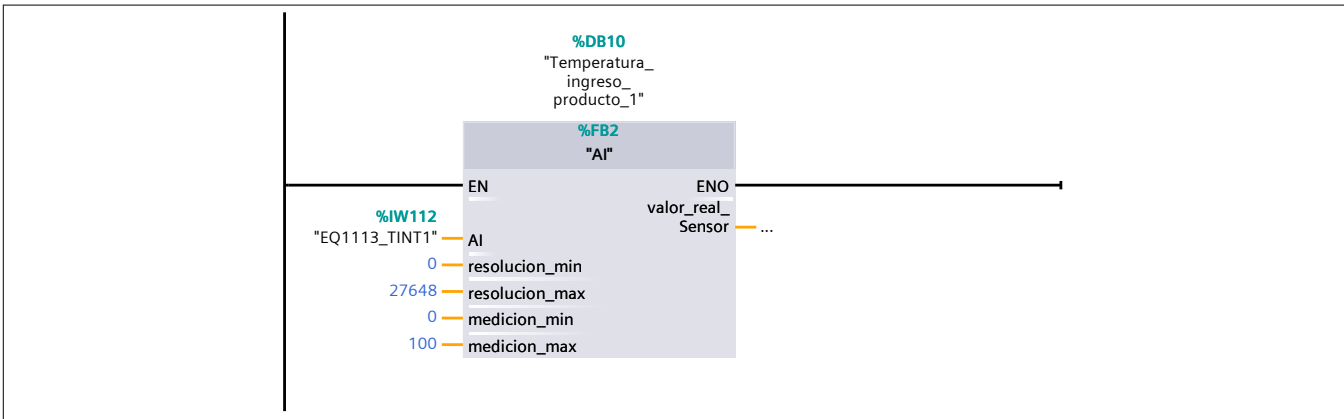 %DB10
"Temperatura_
ingreso_
producto_1"
%FB2
"AI"
EN
ENO
valor_real_
Sensor
...
%IW112
"EQ1113_TINT1"
AI
0
resolucion_min
27648
resolucion_max
0
medicion_min
100
medicion_max